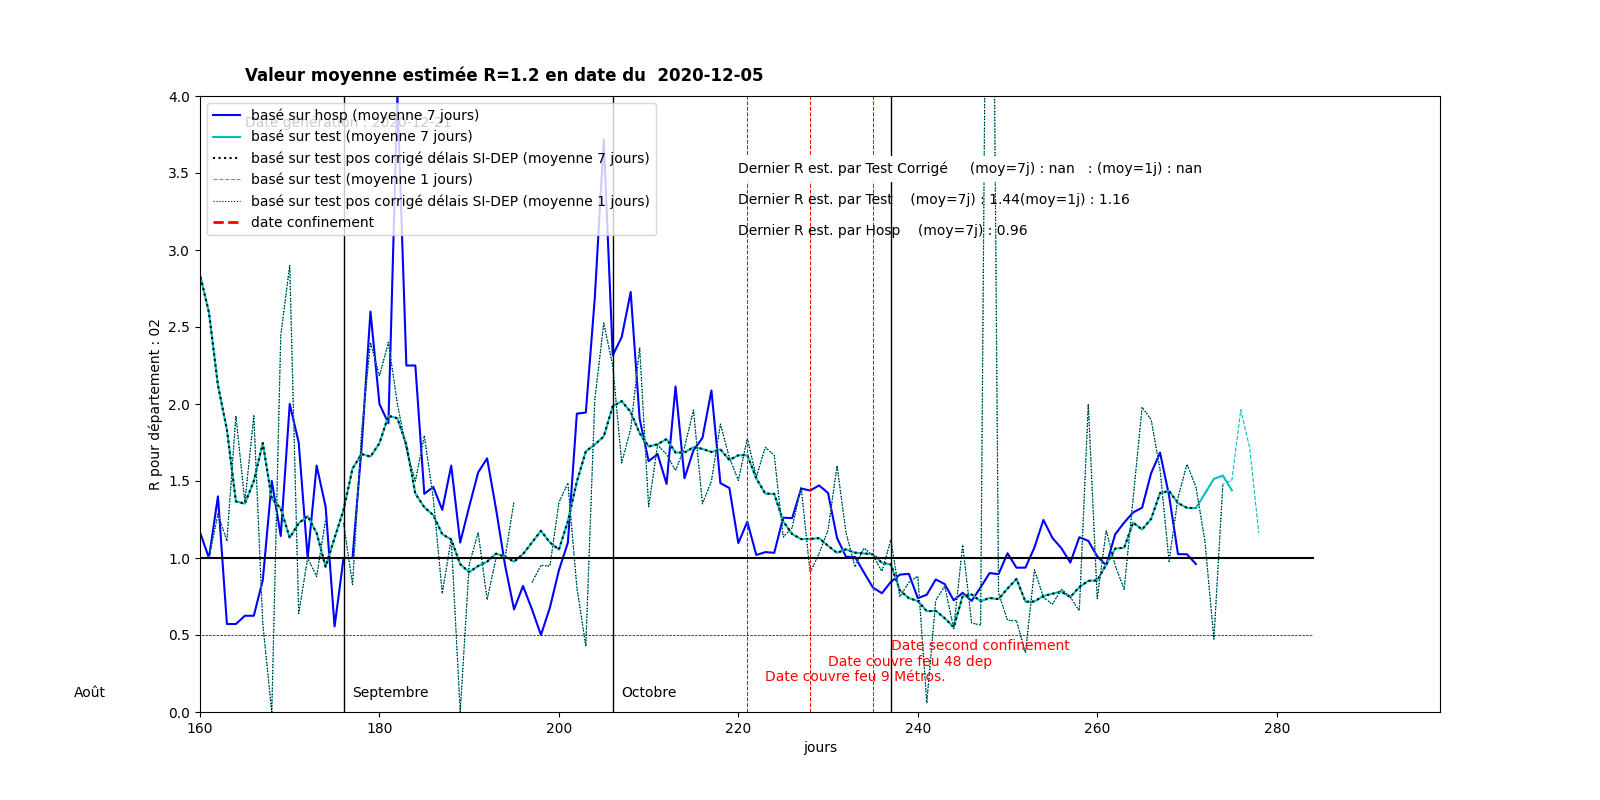 Valeur moyenne estimée R=1.2 en date du  2020-12-05
Date génération : 2020-12-21
basé sur hosp (moyenne 7 jours)
basé sur test (moyenne 7 jours)
basé sur test pos corrigé délais SI-DEP (moyenne 7 jours)
basé sur test (moyenne 1 jours)
basé sur test pos corrigé délais SI-DEP (moyenne 1 jours)
date confinement
Dernier R est. par Test Corrigé     (moy=7j) : nan   : (moy=1j) : nan
Dernier R est. par Test    (moy=7j) : 1.44(moy=1j) : 1.16
Dernier R est. par Hosp    (moy=7j) : 0.96
4.0
3.5
3.0
2.5
2.0
1.5
1.0
0.5
0.0
R pour département : 02
Date second confinement
Date couvre feu 48 dep
Date couvre feu 9 Métros.
Août
Septembre
Octobre
160
180
200
220
240
260
280
jours